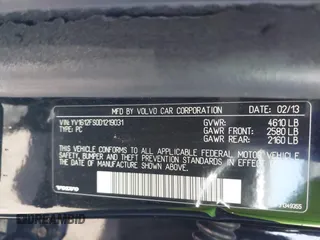 MFD. BY VOLVO CAR CORPORATION DATE: 02/13
VIN: YV1612FS0D1219031 GVWR: 4610 LB
TYPE: PC GAWR FRONT: 2580 LB
GAWR REAR: 2160 LB
THIS VEHICLE CONFORMS TO ALL APPLICABLE FEDERAL MOTOR VEHICLE
SAFETY, BUMPER AND THEFT PREVENTION STANDARDS IN EFFECT ON THE
DATE OF MANUFACTURE SHOWN ABOVE.
VOLVO
DREAMBID